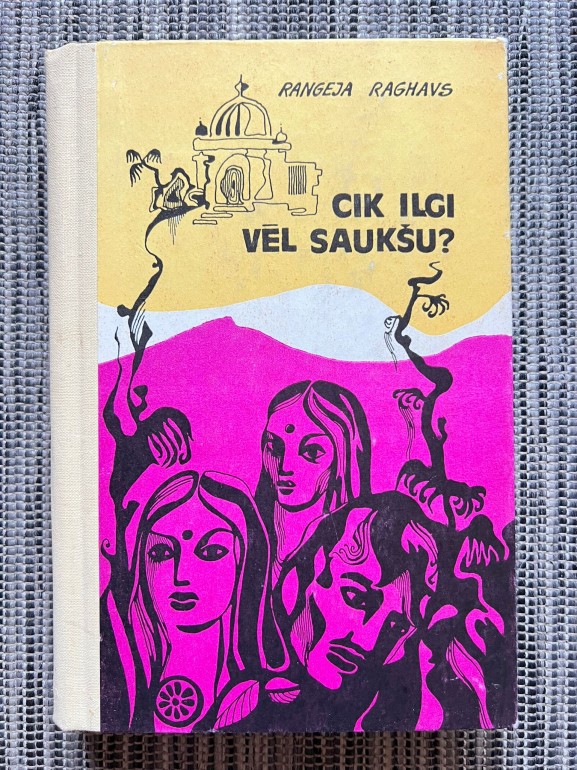 RANGEJA RAGHAVS
CIK ILGI
VĒL SAUKŠU?